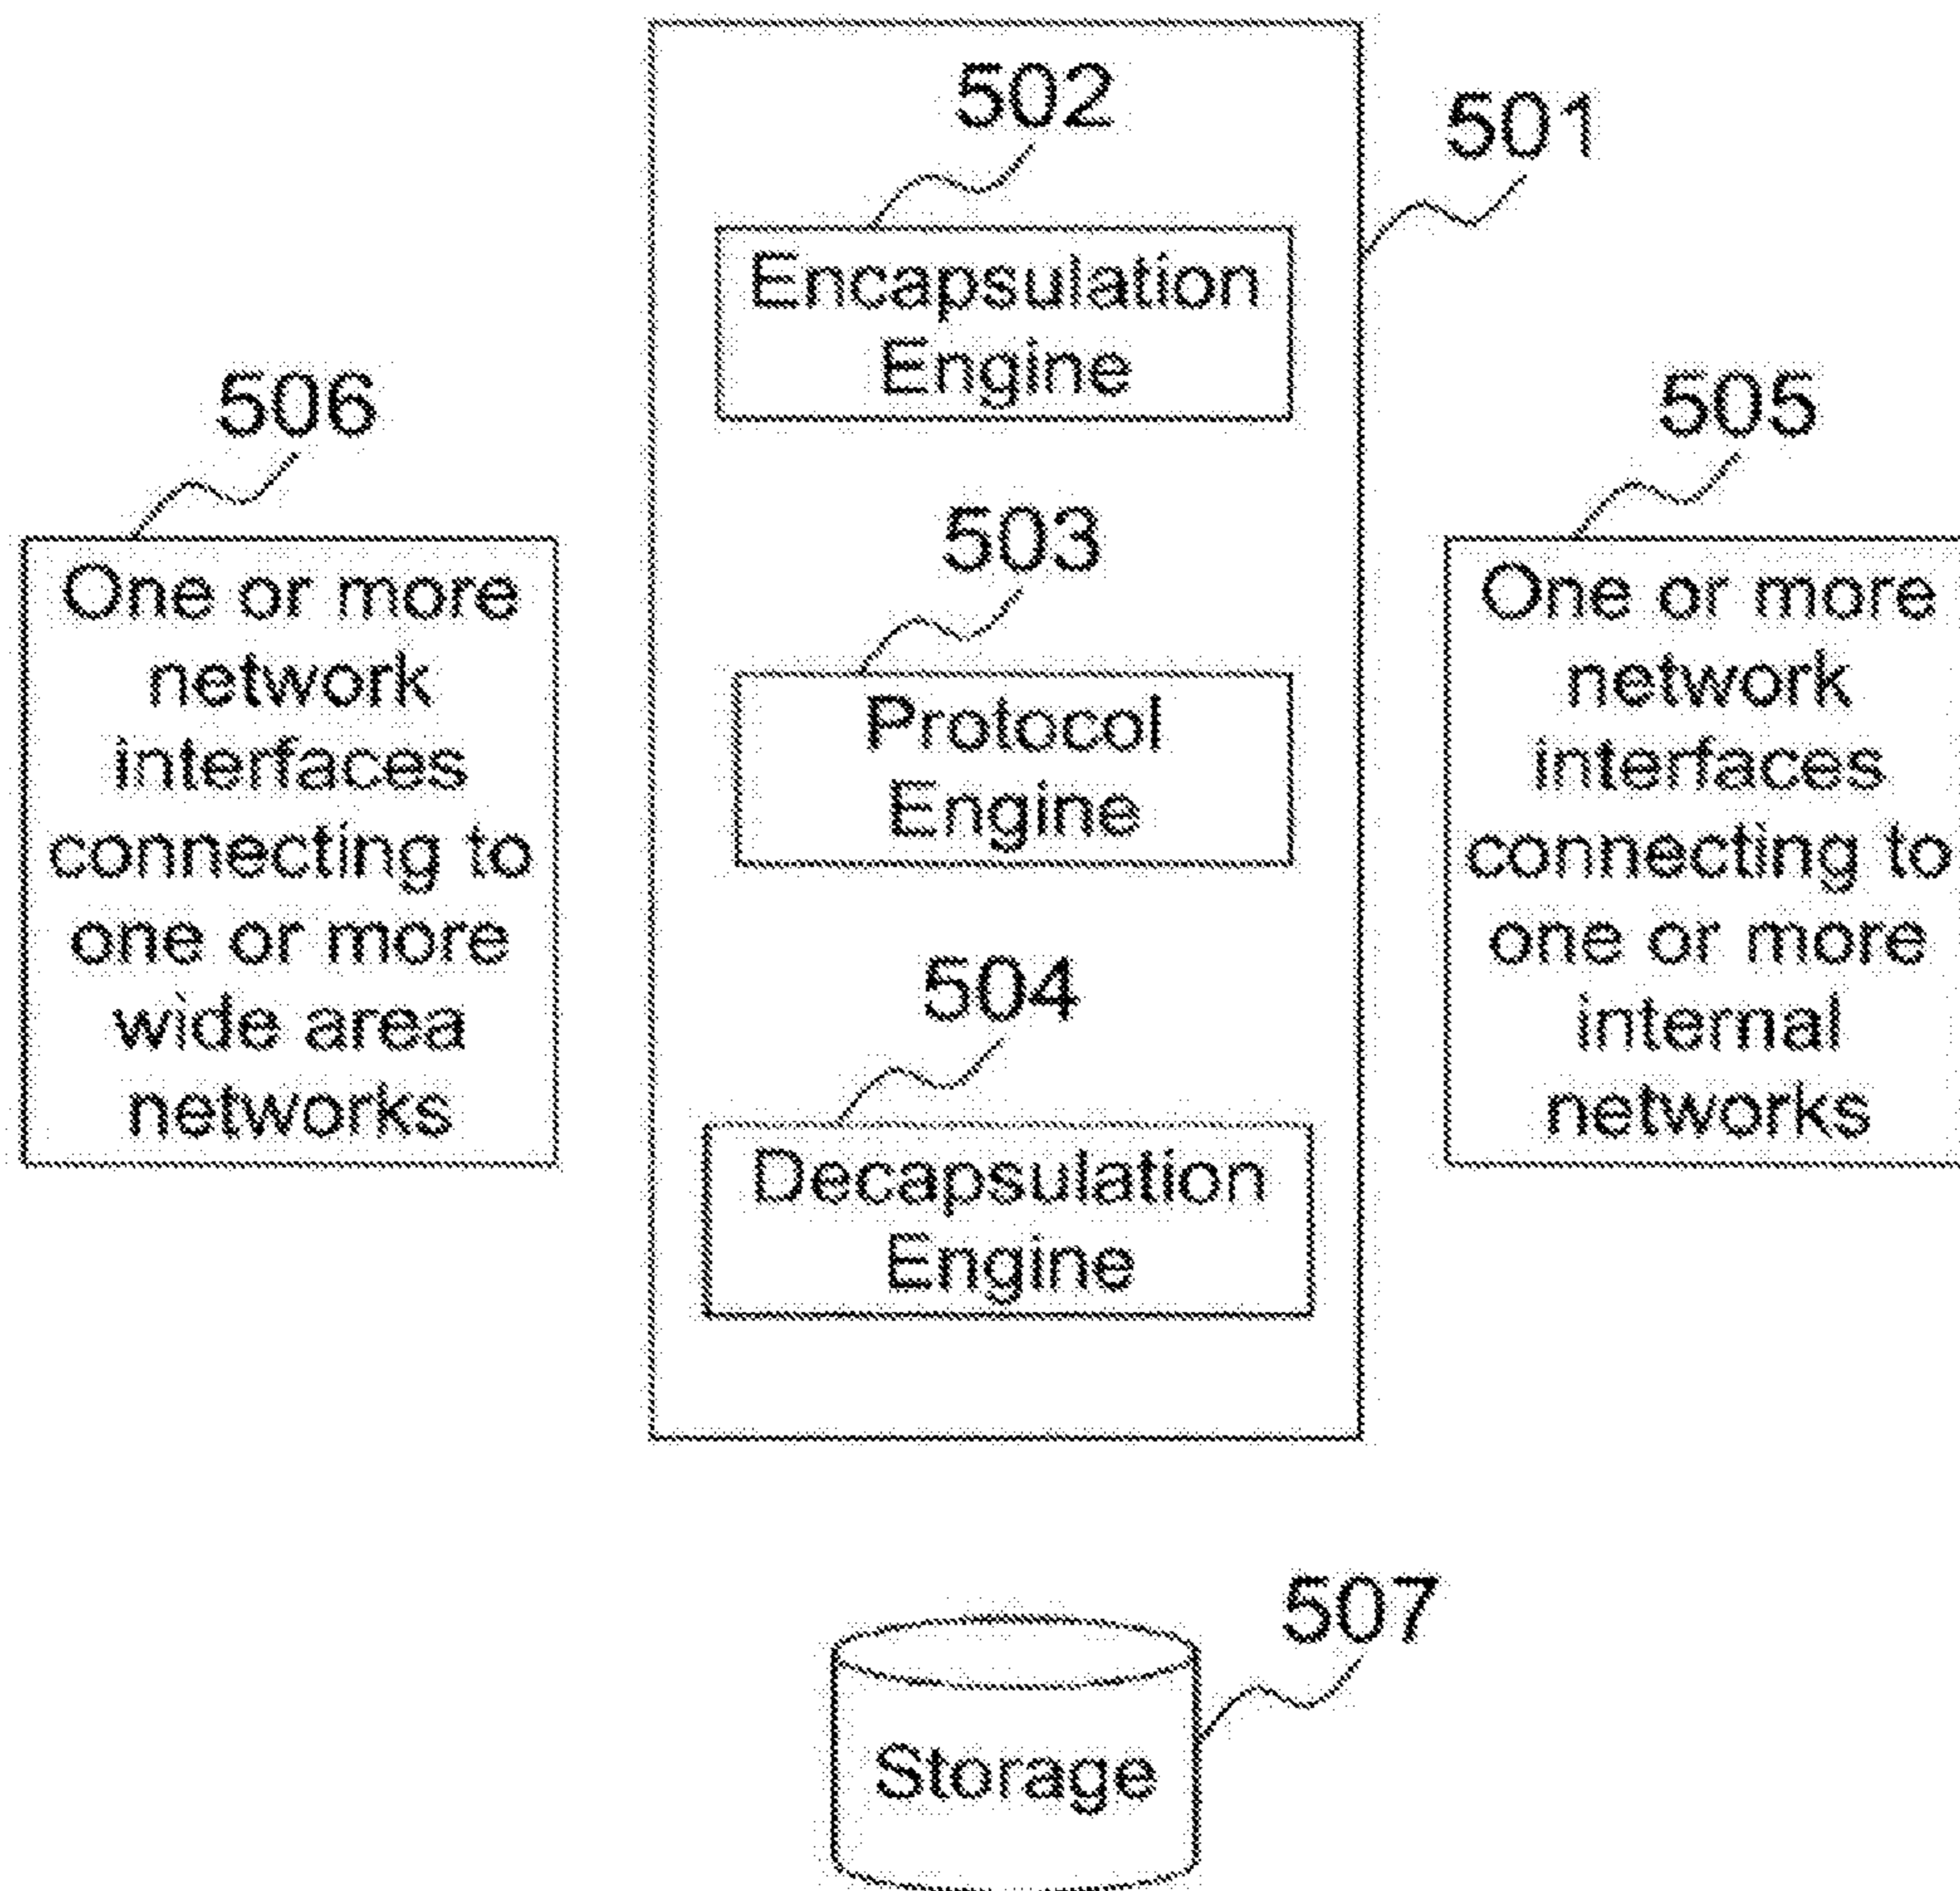 502
501
Encapsulation
Engine
506
One or more
network
interfaces
connecting to
one or more
wide area
networks
503
Protocol
Engine
504
Decapsulation
Engine
505
One or more
network
interfaces
connecting to
one or more
internal
networks
507
Storage